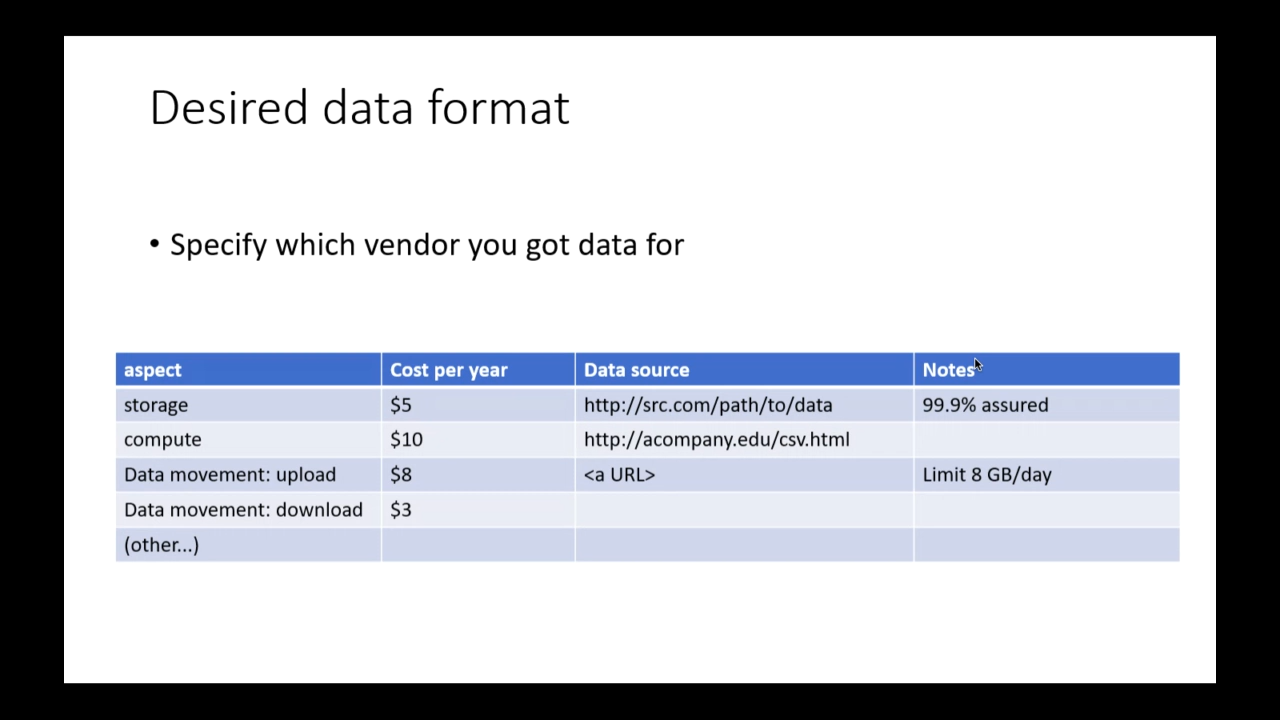 Desired data format
• Specify which vendor you got data for
aspect Cost per year Data source Notes
storage $5 http://src.com/path/to/data 99.9% assured
compute $10 http://acompany.edu/csv.html
Data movement: upload $8 <a URL> Limit 8 GB/day
Data movement: download $3
(other...)